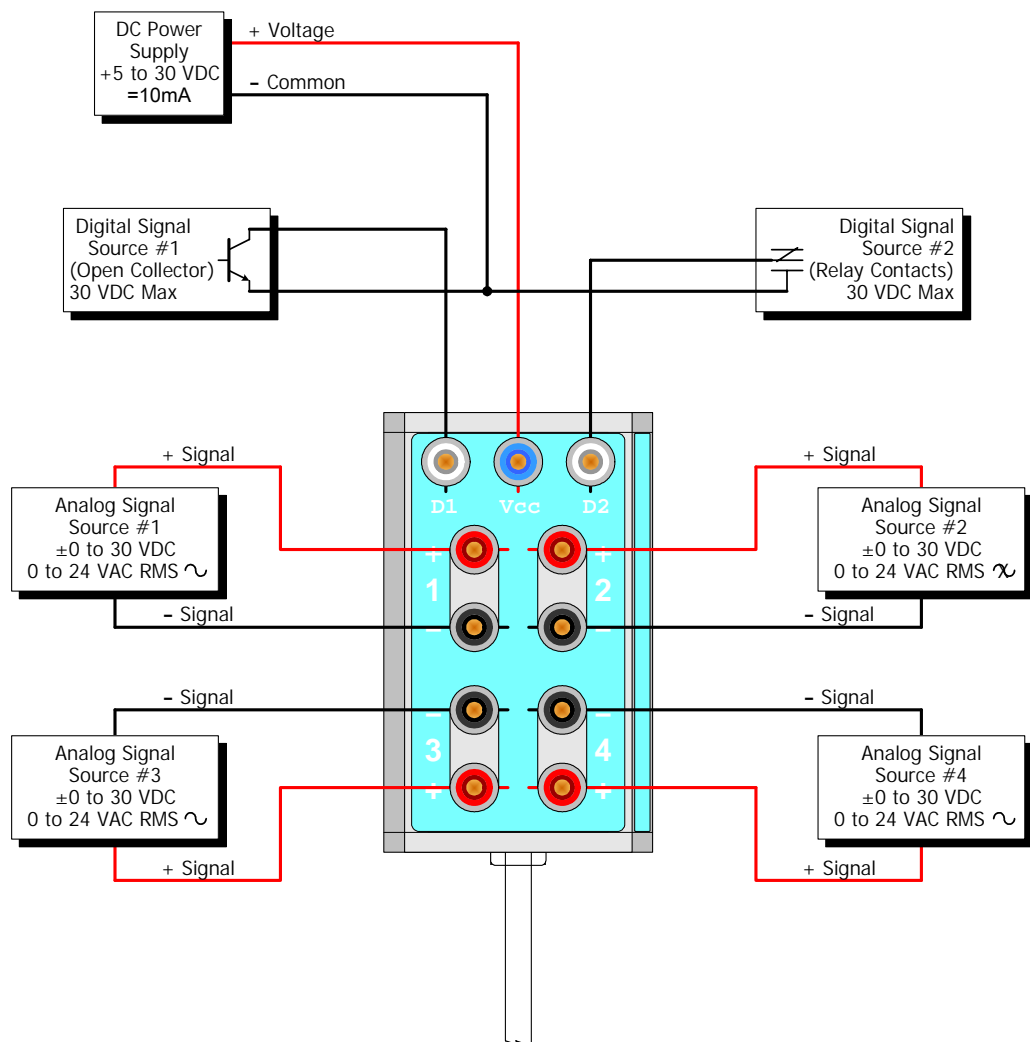 DC Power
Supply
+5 to 30 VDC
=10mA
+ Voltage
− Common
Digital Signal
Source #1
(Open Collector)
30 VDC Max
Digital Signal
Source #2
(Relay Contacts)
30 VDC Max
D1 Vcc D2
+ Signal
Analog Signal
Source #1
±0 to 30 VDC
0 to 24 VAC RMS
− Signal
+ Signal
Analog Signal
Source #2
±0 to 30 VDC
0 to 24 VAC RMS
− Signal
+ +
1 2
− −
− Signal
Analog Signal
Source #3
±0 to 30 VDC
0 to 24 VAC RMS
+ Signal
− −
3 4
+ +
− Signal
Analog Signal
Source #4
±0 to 30 VDC
0 to 24 VAC RMS
+ Signal